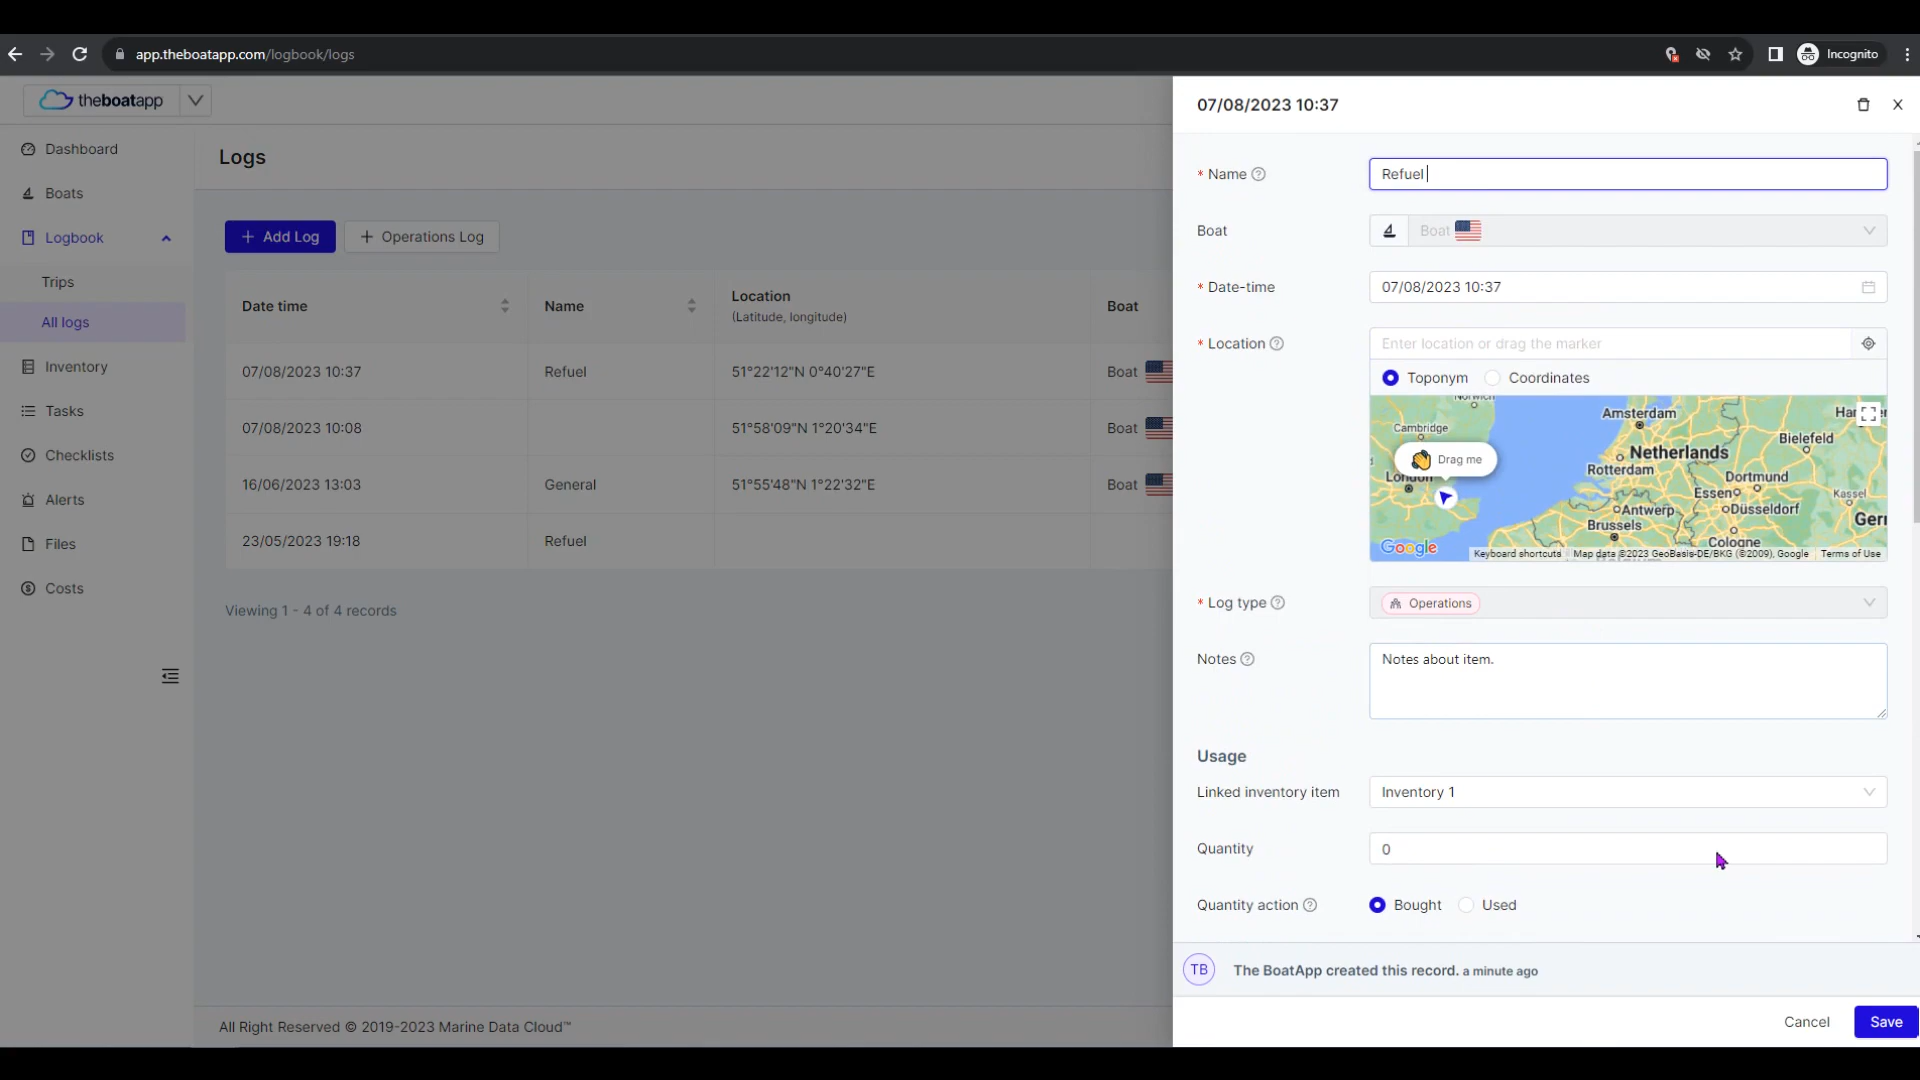 app.theboatapp.com/logbook/logs
Incognito
theboatapp
Dashboard
Boats
Logbook
Trips
All logs
Inventory
Tasks
Checklists
Alerts
Files
Costs
Logs
+ Add Log
+ Operations Log
Date time
Name
Location
(Latitude, longitude)
Boat
07/08/2023 10:37
Refuel
51°22'12"N 0°40'27"E
Boat
07/08/2023 10:08
51°58'09"N 1°20'34"E
Boat
16/06/2023 13:03
General
51°55'48"N 1°22'32"E
Boat
23/05/2023 19:18
Refuel
Viewing 1 - 4 of 4 records
All Right Reserved © 2019-2023 Marine Data Cloud™
07/08/2023 10:37
* Name
Refuel
Boat
Boat
* Date-time
07/08/2023 10:37
* Location
Enter location or drag the marker
Toponym
Coordinates
Norwich
Amsterdam
Cambridge
Bielefeld
Drag me
Netherlands
Rotterdam
London
Dortmund
Essen
Kassel
Antwerp
Düsseldorf
Brussels
Ger
Cologne
Google
Keyboard shortcuts
Map data ©2023 GeoBasis-DE/BKG (©2009), Google
Terms of Use
* Log type
Operations
Notes
Notes about item.
Usage
Linked inventory item
Inventory 1
Quantity
0
Quantity action
Bought
Used
TB
The BoatApp created this record. a minute ago
Cancel
Save